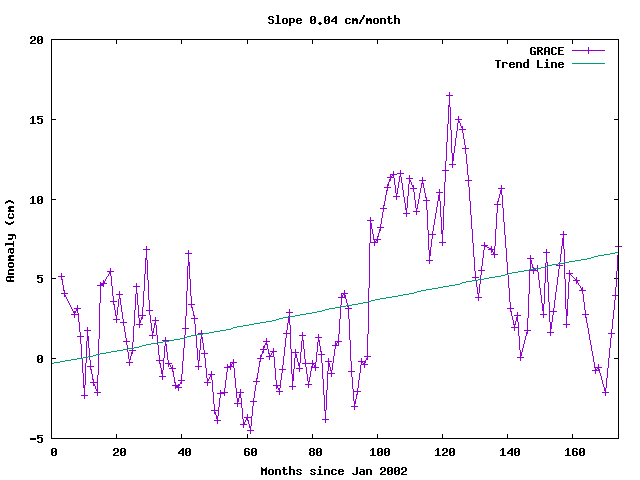 Slope 0.04 cm/month
GRACE
Trend Line
20
15
10
5
0
-5
Anomaly (cm)
0 20 40 60 80 100 120 140 160
Months since Jan 2002